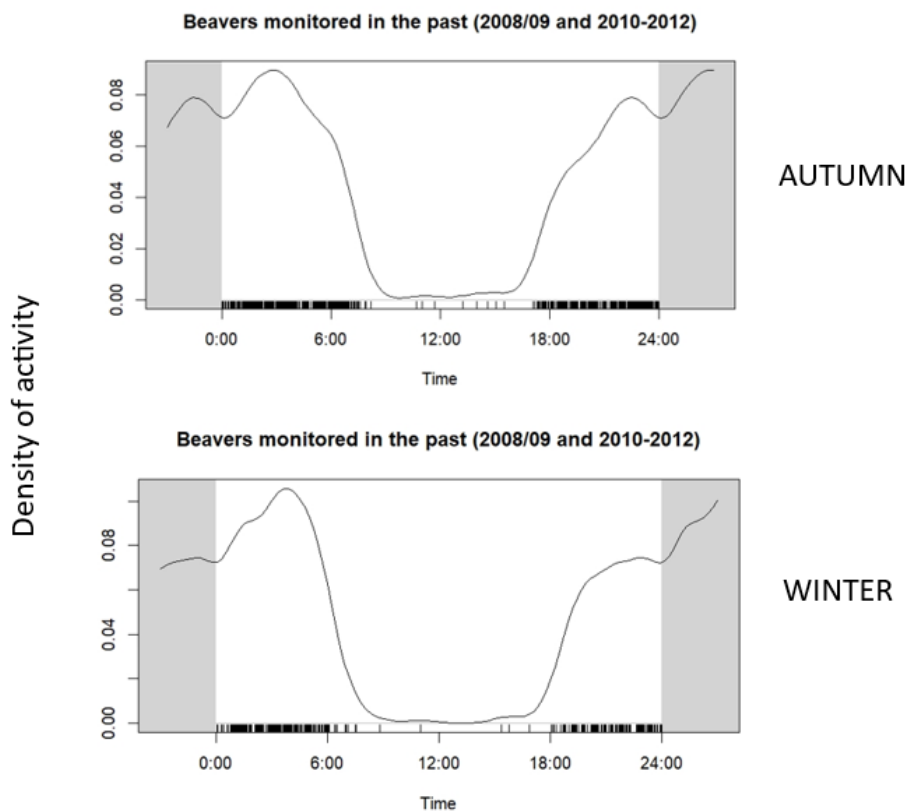 Beavers monitored in the past (2008/09 and 2010-2012)
0.08
0.06
0.04
0.02
0.00
0:00 6:00 12:00 18:00 24:00
Time
AUTUMN
Density of activity
Beavers monitored in the past (2008/09 and 2010-2012)
0.08
0.04
0.00
0:00 6:00 12:00 18:00 24:00
Time
WINTER